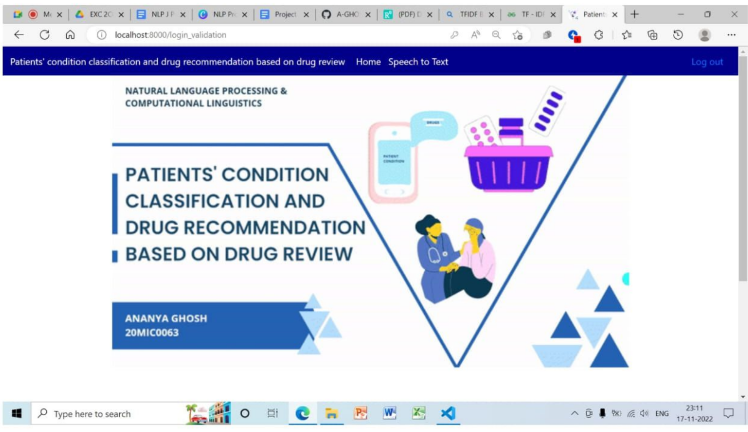 EXC 2C
NLP J P
NLP Pr
Project
A-GHO
(PDF) E
TFIDF E
TF - IDF
Patient
localhost:8000/login_validation
Patients' condition classification and drug recommendation based on drug review Home Speech to Text Log out
NATURAL LANGUAGE PROCESSING &
COMPUTATIONAL LINGUISTICS
DRUGS
PATIENT
CONDITION
PATIENTS' CONDITION
CLASSIFICATION AND
DRUG RECOMMENDATION
BASED ON DRUG REVIEW
ANANYA GHOSH
20MIC0063
Type here to search
ENG
23:11
17-11-2022